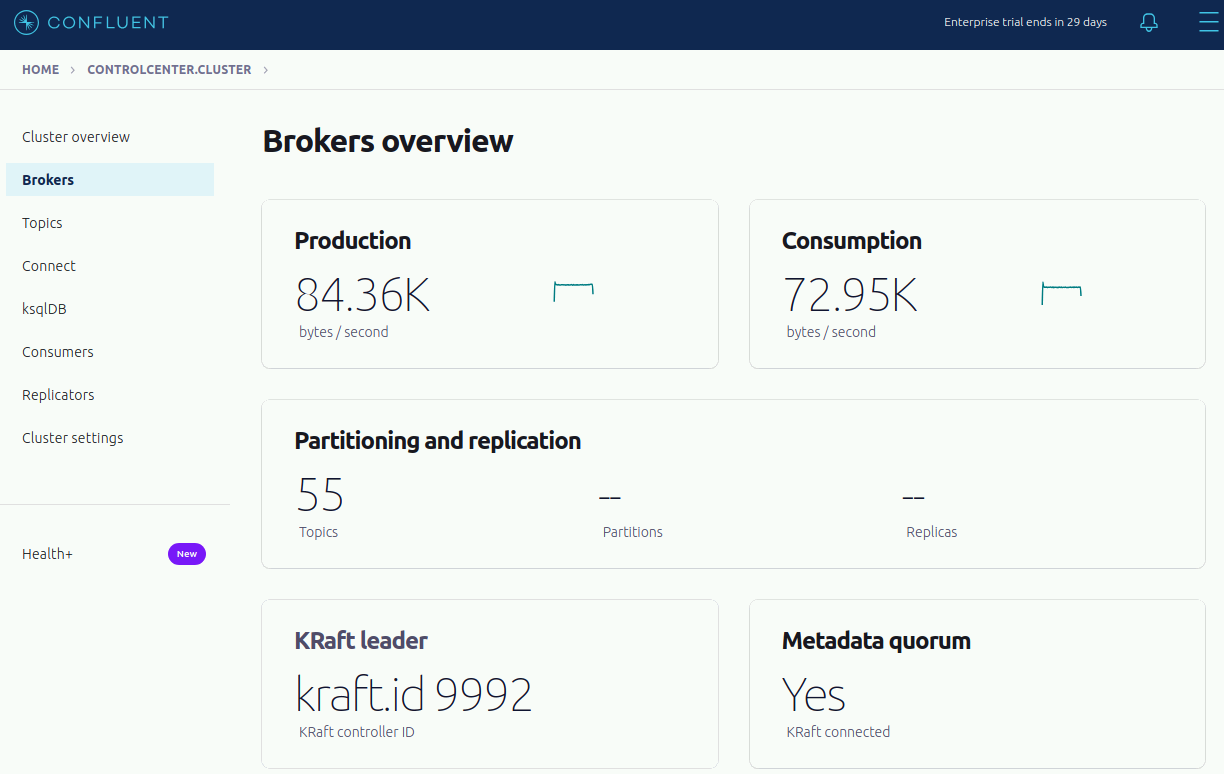 CONFLUENT
Enterprise trial ends in 29 days
HOME > CONTROLCENTER.CLUSTER >
Cluster overview
Brokers
Topics
Connect
ksqlDB
Consumers
Replicators
Cluster settings
Health+
New
Brokers overview
Production
84.36K
bytes / second
Consumption
72.95K
bytes / second
Partitioning and replication
55
Topics
--
Partitions
--
Replicas
KRaft leader
kraft.id 9992
KRaft controller ID
Metadata quorum
Yes
KRaft connected